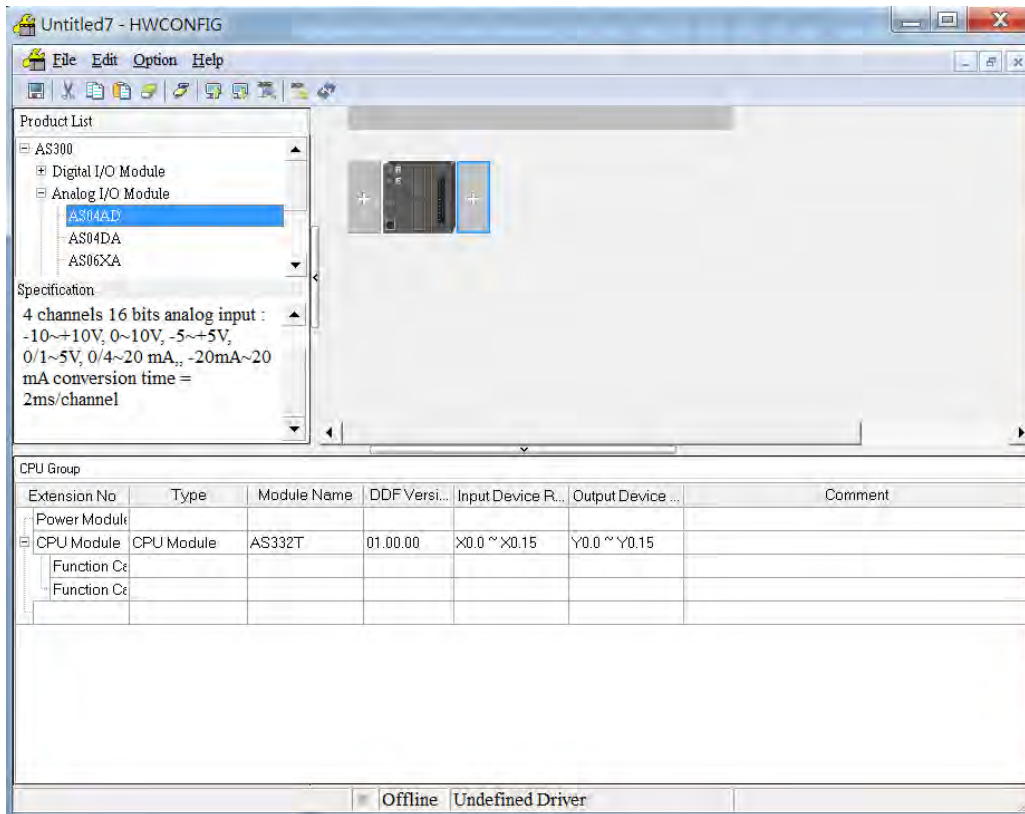 Untitled7 - HWCONFIG
File Edit Option Help
Product List
AS300
Digital I/O Module
Analog I/O Module
AS04AD
AS04DA
AS06XA
Specification
4 channels 16 bits analog input :
-10~+10V, 0~10V, -5~+5V,
0/1~5V, 0/4~20 mA,, -20mA~20
mA conversion time =
2ms/channel
CPU Group
Extension No Type Module Name DDF Versi... Input Device R... Output Device ... Comment
Power Module
CPU Module CPU Module AS332T 01.00.00 X0.0 ~ X0.15 Y0.0 ~ Y0.15
Function Ca
Function Ca
Offline Undefined Driver